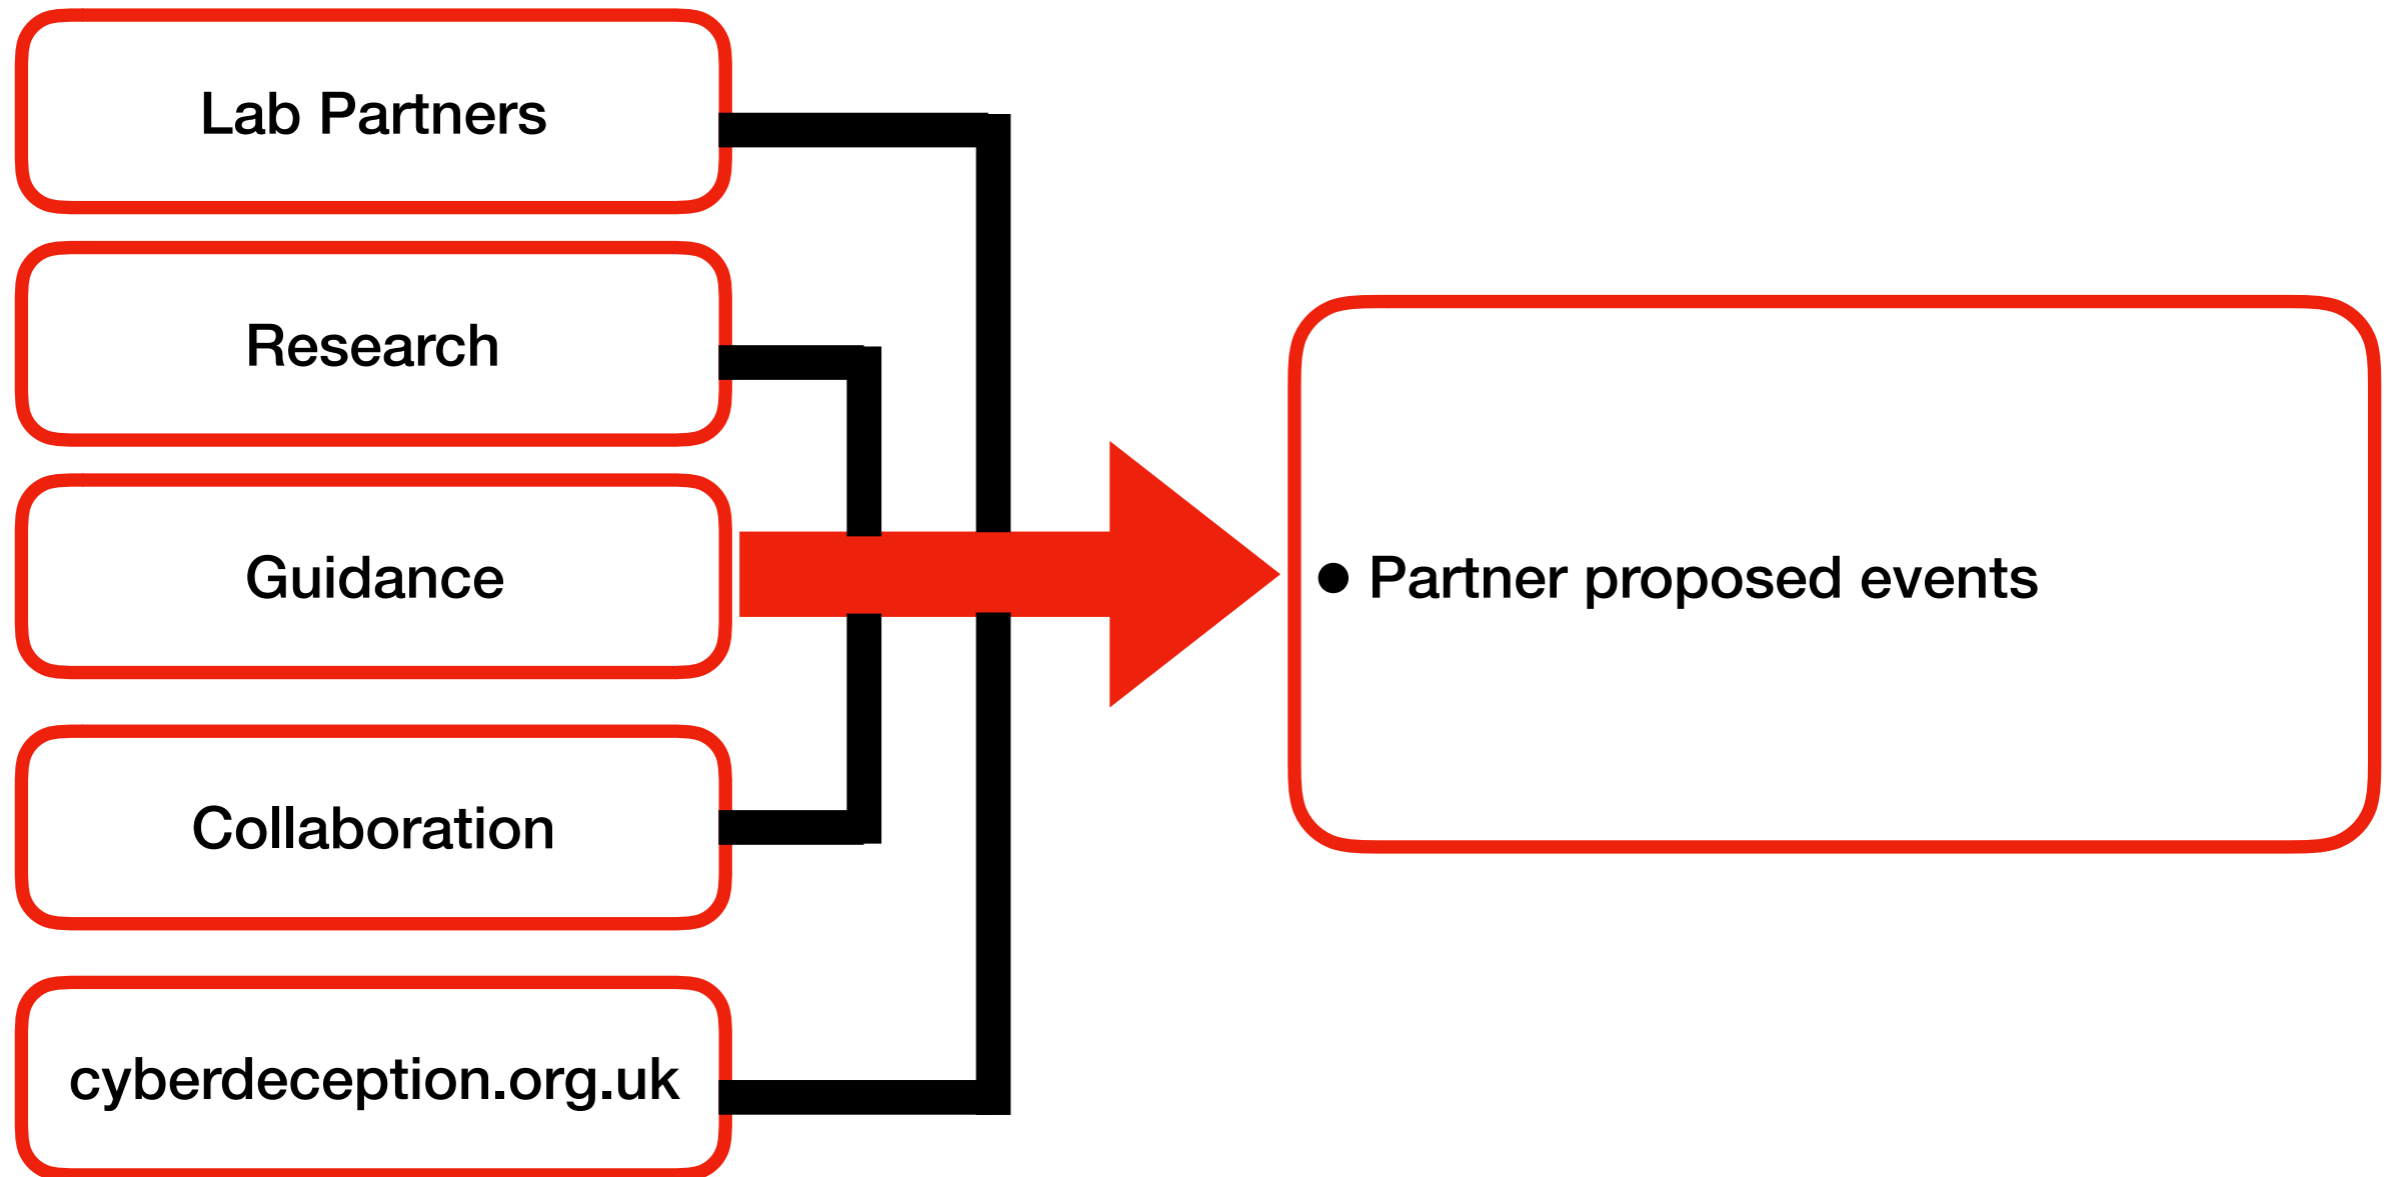 Lab Partners
Research
Guidance
Collaboration
cyberdeception.org.uk
● Partner proposed events